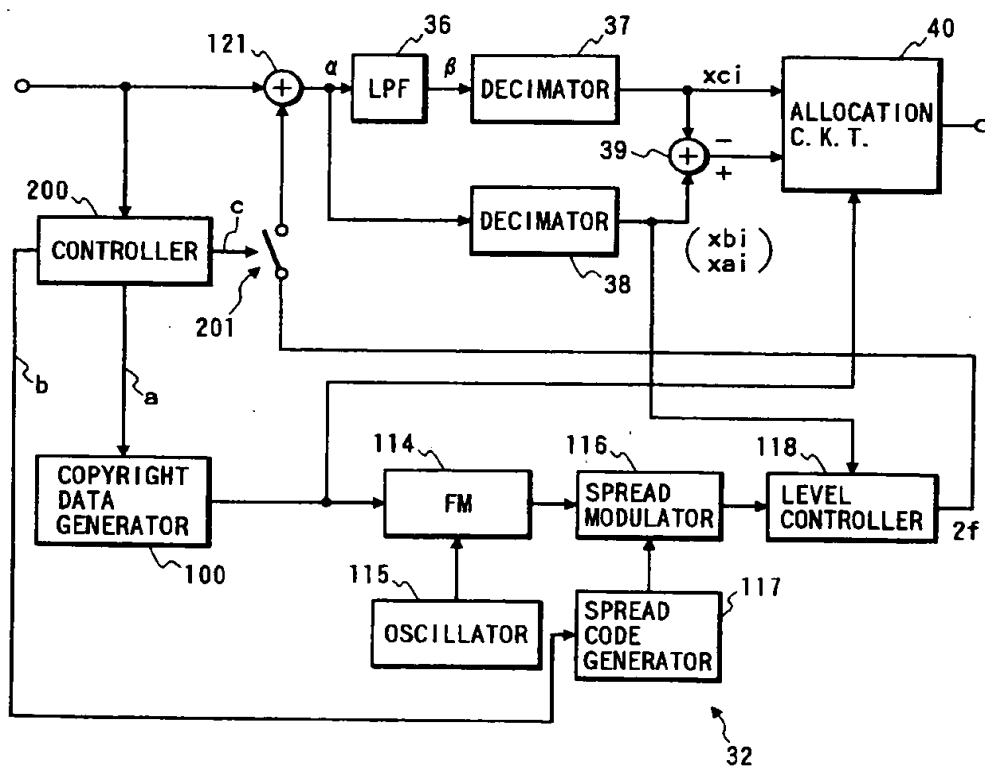 36
37
40
121
α
LPF
β
DECIMATOR
xci
ALLOCATION
C. K. T.
39
−
+
+
+
200
CONTROLLER
c
DECIMATOR
38
(xbi
xai)
201
b
a
114
116
118
COPYRIGHT
DATA
GENERATOR
FM
SPREAD
MODULATOR
LEVEL
CONTROLLER
2f
100
115
117
OSCILLATOR
SPREAD
CODE
GENERATOR
32